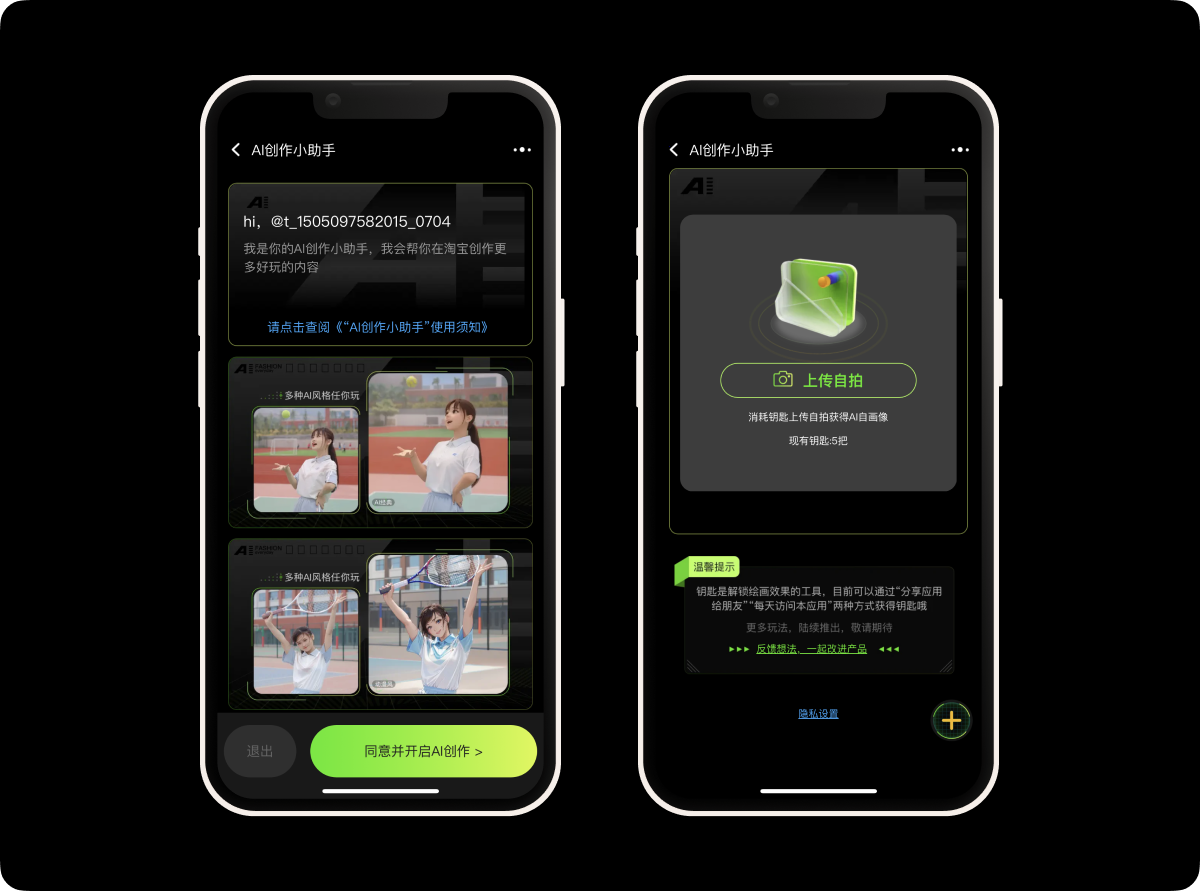 AI创作小助手
AI
hi，@t_1505097582015_0704
我是你的AI创作小助手，我会帮你在淘宝创作更
多好玩的内容
请点击查阅《“AI创作小助手”使用须知》
AI FASHION
多种AI风格任你玩
AI FASHION
多种AI风格任你玩
退出
同意并开启AI创作 >
AI创作小助手
AI
上传自拍
消耗钥匙上传自拍获得AI自画像
现有钥匙:5把
温馨提示
钥匙是解锁绘画效果的工具，目前可以通过“分享应用
给朋友”“每天访问本应用”两种方式获得钥匙哦
更多玩法，陆续推出，敬请期待
反馈想法，一起改进产品
隐私设置